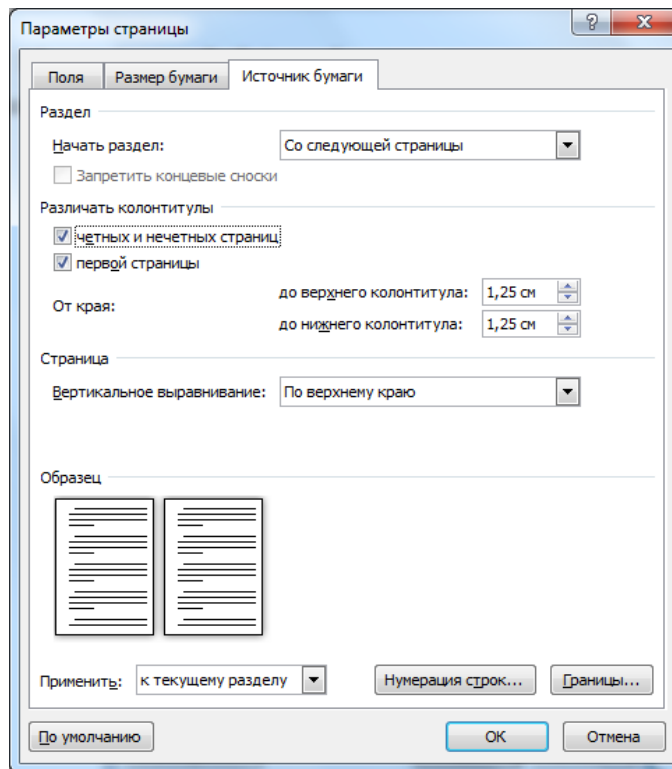 Параметры страницы
Поля Размер бумаги Источник бумаги
Раздел
Начать раздел: Со следующей страницы
Запретить концевые сноски
Различать колонтитулы
четных и нечетных страниц
первой страницы
От края:
до верхнего колонтитула: 1,25 см
до нижнего колонтитула: 1,25 см
Страница
Вертикальное выравнивание: По верхнему краю
Образец
Применить: к текущему разделу Нумерация строк... Границы...
По умолчанию ОК Отмена